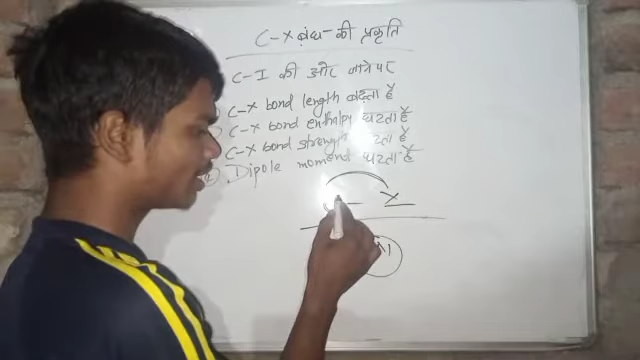 C-X बंध-की प्रकृति
C-I की ओर जाने पर
C-X bond length बढ़ता है
C-X bond enthalpy घटता है
C-X bond strength घटता है
Dipole moment घटता है
X